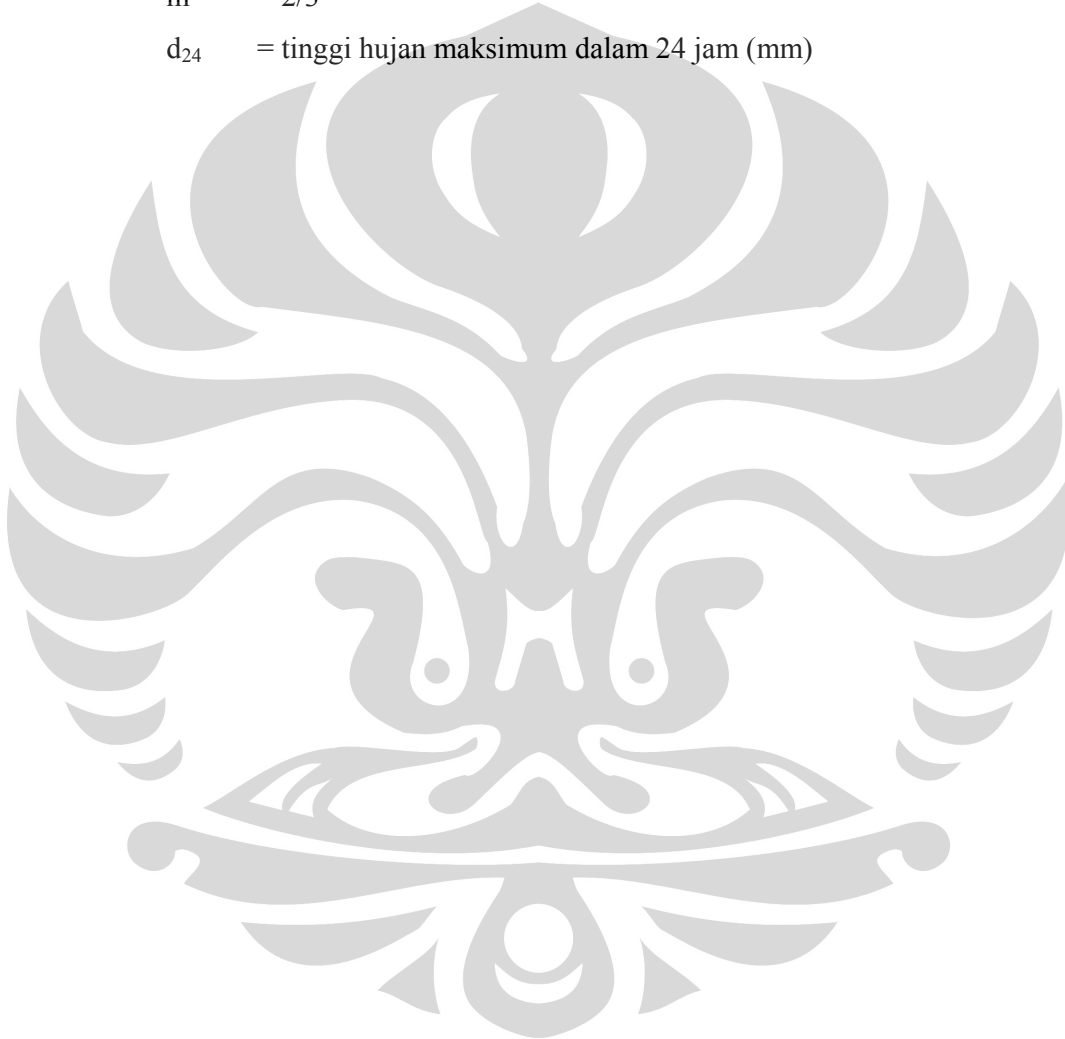 d₂₄ = tinggi hujan maksimum dalam 24 jam (mm)